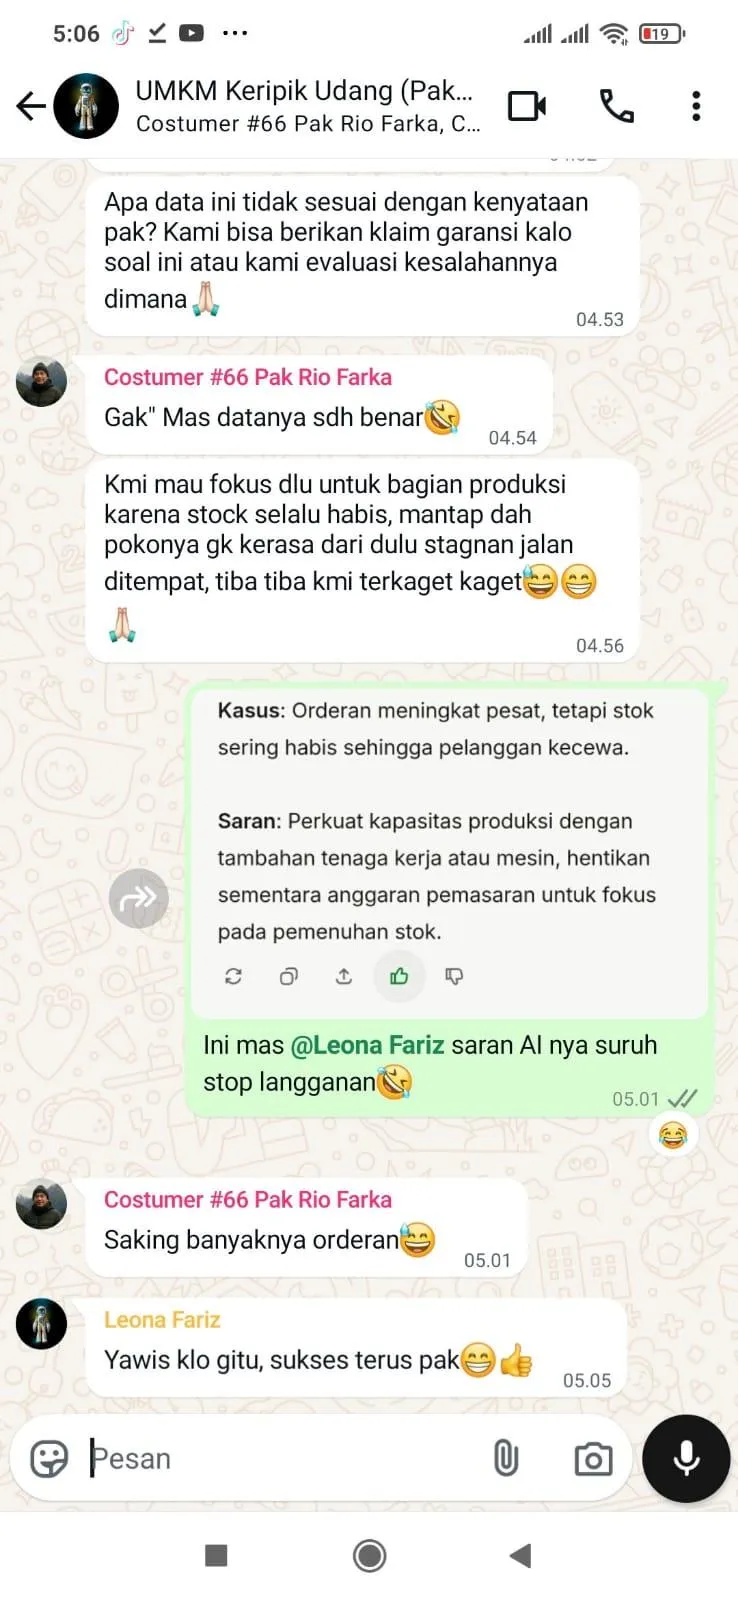 5:06
19
UMKM Keripik Udang (Pak...
Costumer #66 Pak Rio Farka, C...
Apa data ini tidak sesuai dengan kenyataan
pak? Kami bisa berikan klaim garansi kalo
soal ini atau kami evaluasi kesalahannya
dimana🙏🏻
04.53
Costumer #66 Pak Rio Farka
Gak" Mas datanya sdh benar🤣
04.54
Kmi mau fokus dlu untuk bagian produksi
karena stock selalu habis, mantap dah
pokonya gk kerasa dari dulu stagnan jalan
ditempat, tiba tiba kmi terkaget kaget😅😁
🙏🏻
04.56
Kasus: Orderan meningkat pesat, tetapi stok
sering habis sehingga pelanggan kecewa.
Saran: Perkuat kapasitas produksi dengan
tambahan tenaga kerja atau mesin, hentikan
sementara anggaran pemasaran untuk fokus
pada pemenuhan stok.
Ini mas @Leona Fariz saran AI nya suruh
stop langganan🤣
05.01
😂
Costumer #66 Pak Rio Farka
Saking banyaknya orderan😅
05.01
Leona Fariz
Yawis klo gitu, sukses terus pak😁👍
05.05
Pesan